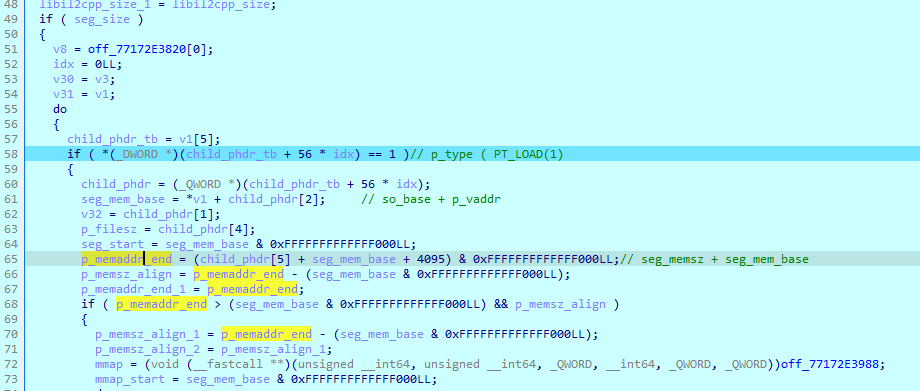 48 libil2cpp_size_1 = libil2cpp_size;
49 if ( seg_size )
50 {
51 v8 = off_77172E3820[0];
52 idx = 0LL;
53 v30 = v3;
54 v31 = v1;
55 do
56 {
57 child_phdr_tb = v1[5];
58 if ( *(_DWORD *)(child_phdr_tb + 56 * idx) == 1 )// p_type ( PT_LOAD(1)
59 {
60 child_phdr = (_QWORD *)(child_phdr_tb + 56 * idx);
61 seg_mem_base = *v1 + child_phdr[2]; // so_base + p_vaddr
62 v32 = child_phdr[1];
63 p_filesz = child_phdr[4];
64 seg_start = seg_mem_base & 0xFFFFFFFFFFFFF000LL;
65 p_memaddr_end = (child_phdr[5] + seg_mem_base + 4095) & 0xFFFFFFFFFFFFF000LL;// seg_memsz + seg_mem_base
66 p_memsz_align = p_memaddr_end - (seg_mem_base & 0xFFFFFFFFFFFFF000LL);
67 p_memaddr_end_1 = p_memaddr_end;
68 if ( p_memaddr_end > (seg_mem_base & 0xFFFFFFFFFFFFF000LL) && p_memsz_align )
69 {
70 p_memsz_align_1 = p_memaddr_end - (seg_mem_base & 0xFFFFFFFFFFFFF000LL);
71 p_memsz_align_2 = p_memsz_align_1;
72 mmap = (void (__fastcall **)(unsigned __int64, unsigned __int64, _QWORD, __int64, _QWORD, _QWORD))off_77172E3988;
73 mmap_start = seg_mem_base & 0xFFFFFFFFFFFFF000LL;